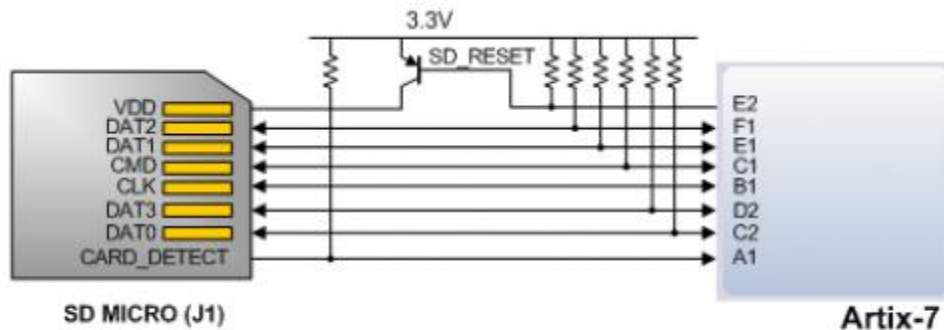 3.3V
SD_RESET
VDD
DAT2
DAT1
CMD
CLK
DAT3
DAT0
CARD_DETECT
E2
F1
E1
C1
B1
D2
C2
A1
SD MICRO (J1)
Artix-7